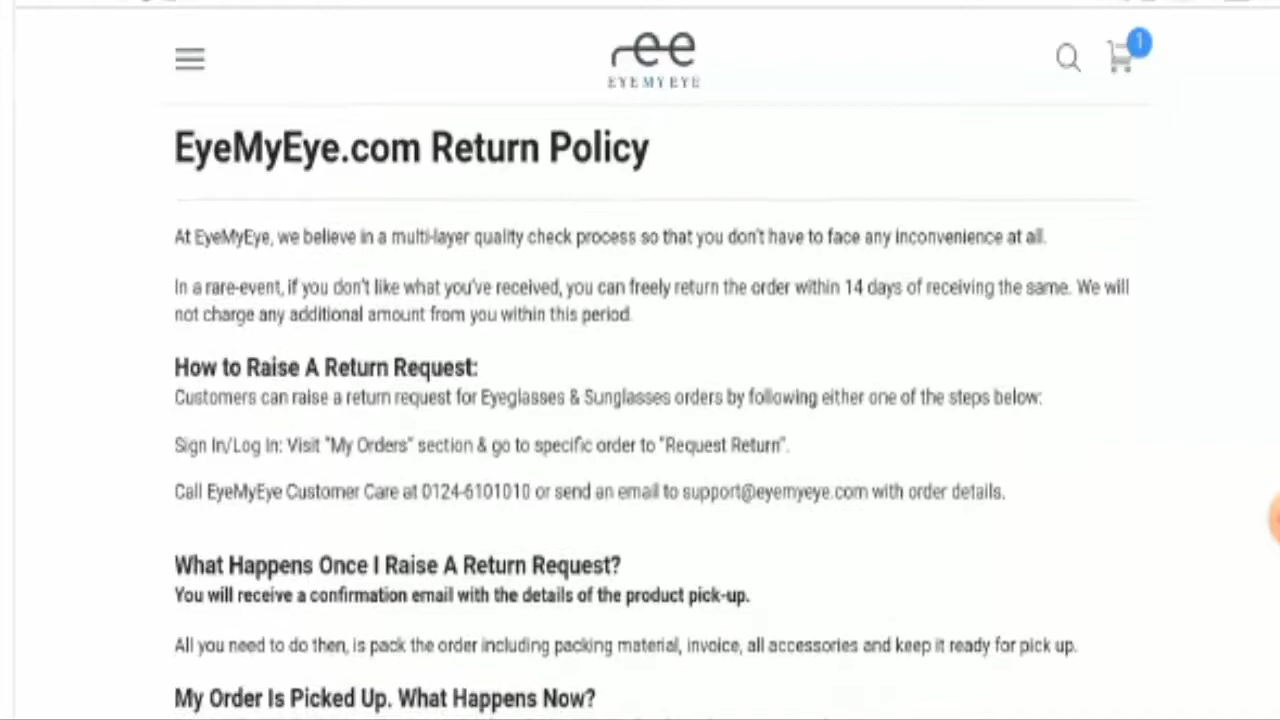 ee
EYEMYEYE
1
EyeMyEye.com Return Policy
At EyeMyEye, we believe in a multi-layer quality check process so that you don't have to face any inconvenience at all.
In a rare-event, if you don't like what you've received, you can freely return the order within 14 days of receiving the same. We will
not charge any additional amount from you within this period.
How to Raise A Return Request:
Customers can raise a return request for Eyeglasses & Sunglasses orders by following either one of the steps below:
Sign In/Log In: Visit "My Orders" section & go to specific order to "Request Return".
Call EyeMyEye Customer Care at 0124-6101010 or send an email to support@eyemyeye.com with order details.
What Happens Once I Raise A Return Request?
You will receive a confirmation email with the details of the product pick-up.
All you need to do then, is pack the order including packing material, invoice, all accessories and keep it ready for pick up.
My Order Is Picked Up. What Happens Now?